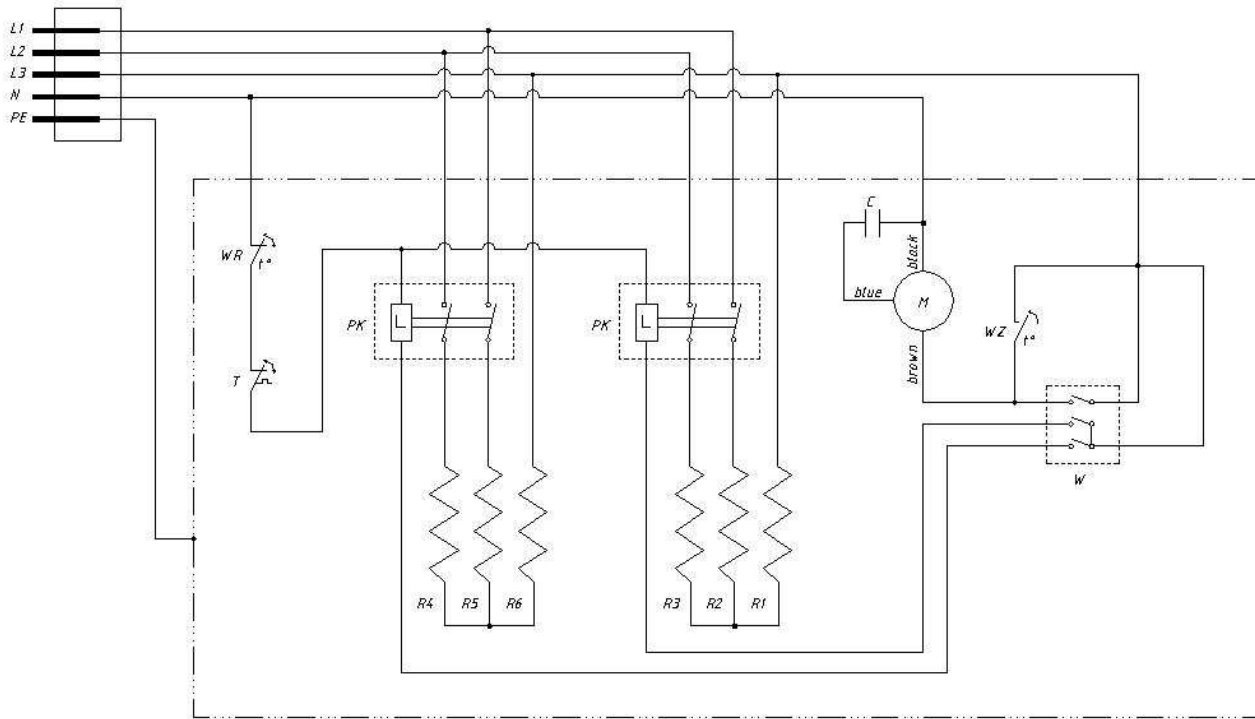 L1
L2
L3
N
PE
C
WR
t°
black
blue
M
PK
L
PK
L
WZ
t°
T
brown
W
R4 R5 R6 R3 R2 R1